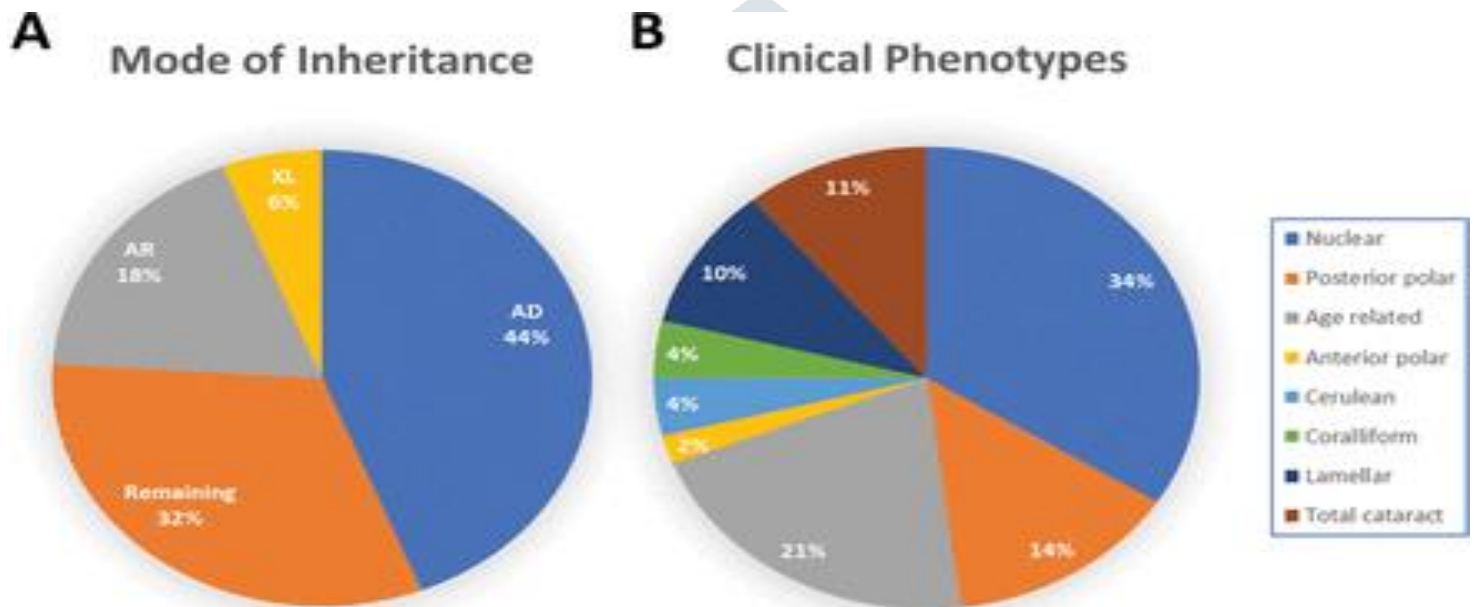 A
Mode of Inheritance
XL
6%
AR
18%
AD
44%
Remaining
32%
B
Clinical Phenotypes
11%
34%
10%
4%
4%
2%
21%
14%
Nuclear
Posterior polar
Age related
Anterior polar
Cerulean
Coralliform
Lamellar
Total cataract